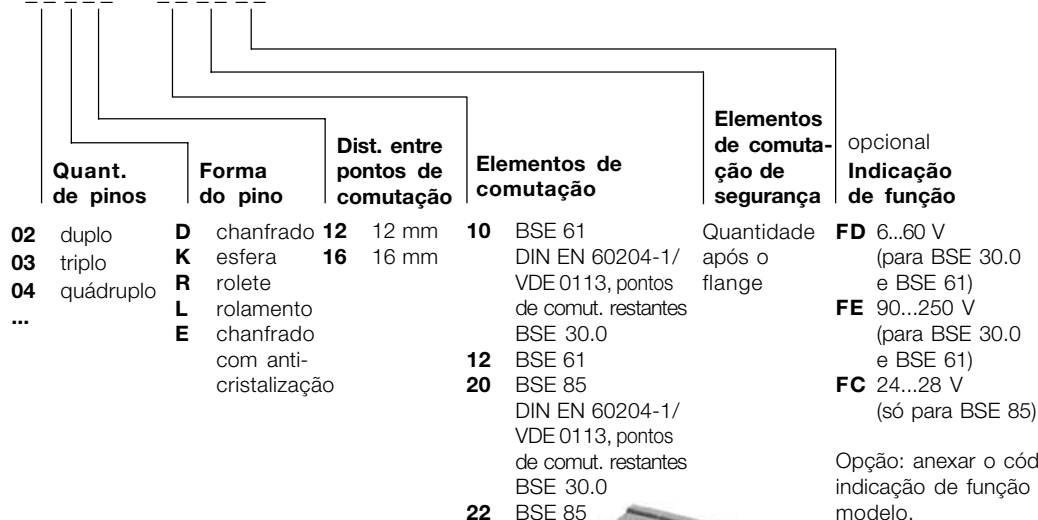 Quant.
de pinos
02 duplo
03 triplo
04 quádruplo
...
Forma
do pino
D chanfrado
K esfera
R rolete
L rolamento
E chanfrado
com anti-
cristalização
Dist. entre
pontos de
comutação
12 12 mm
16 16 mm
Elementos de
comutação
10 BSE 61
DIN EN 60204-1/
VDE 0113, pontos
de comut. restantes
BSE 30.0
12 BSE 61
20 BSE 85
DIN EN 60204-1/
VDE 0113, pontos
de comut. restantes
BSE 30.0
22 BSE 85
Elementos
de comuta-
ção de
segurança
Quantidade
após o
flange
opcional
Indicação
de função
FD 6...60 V
(para BSE 30.0
e BSE 61)
FE 90...250 V
(para BSE 30.0
e BSE 61)
FC 24...28 V
(só para BSE 85)
Opção: anexar o cód
indicação de função
modelo.